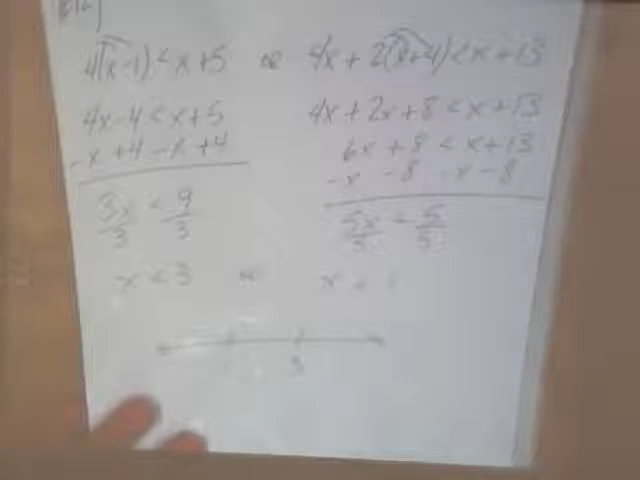 4(x-1) < x+5 or 4x + 2(x+4) < x + 13
4x-4 < x+5 4x + 2x + 8 < x + 13
-x +4 -x +4 6x + 8 < x + 13
-x -8 -x -8
3x < 9 5x < 5
3 3 5 5
x < 3 or x <
3